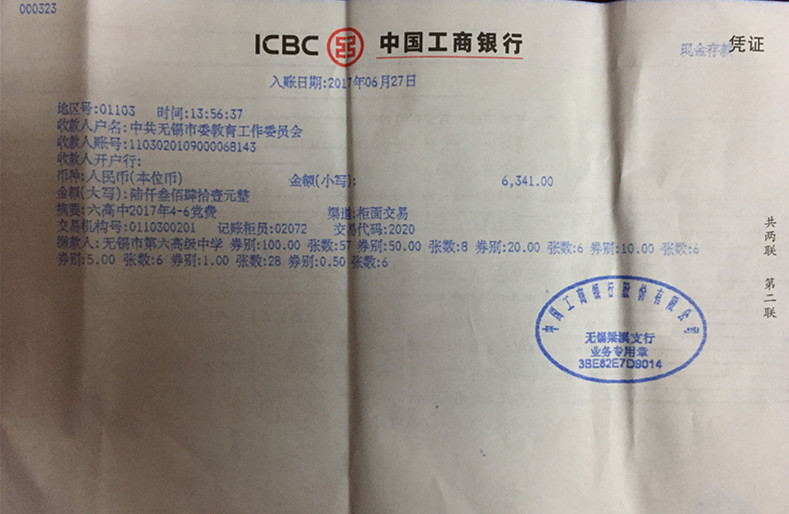 000323
ICBC 中国工商银行
现金存款凭证
入账日期:2017年06月27日
地区号:01103 时间:13:56:37
收款人户名:中共无锡市委教育工作委员会
收款人账号:1103020109000068143
收款人开户行:
币种:人民币(本位币) 金额(小写): 6,341.00
金额(大写):陆仟叁佰肆拾壹元整
摘要:六高中2017年4-6党费 渠道:柜面交易
交易机构号:0110300201 记账柜员:02072 交易代码:2020
缴款人:无锡市第六高级中学 券别:100.00 张数:57 券别:50.00 张数:8 券别:20.00 张数:6 券别:10.00 张数:6
券别:5.00 张数:6 券别:1.00 张数:28 券别:0.50 张数:6
共两联 第二联
中国工商银行股份有限公司
无锡梁溪支行
业务专用章
3BE82E7D9014